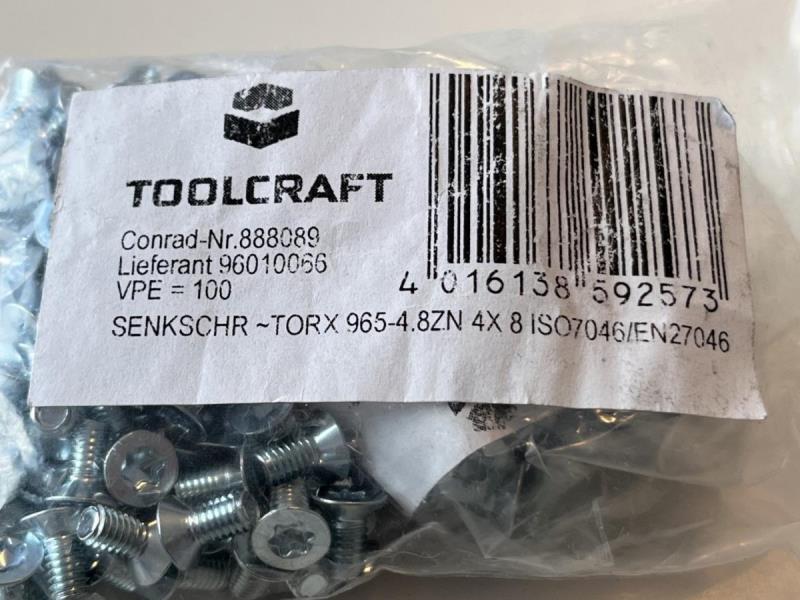 TOOLCRAFT
Conrad-Nr.888089
Lieferant 96010066
VPE = 100
4 016138 592573
SENKSCHR ~TORX 965-4.8ZN 4X 8 ISO7046/EN27046